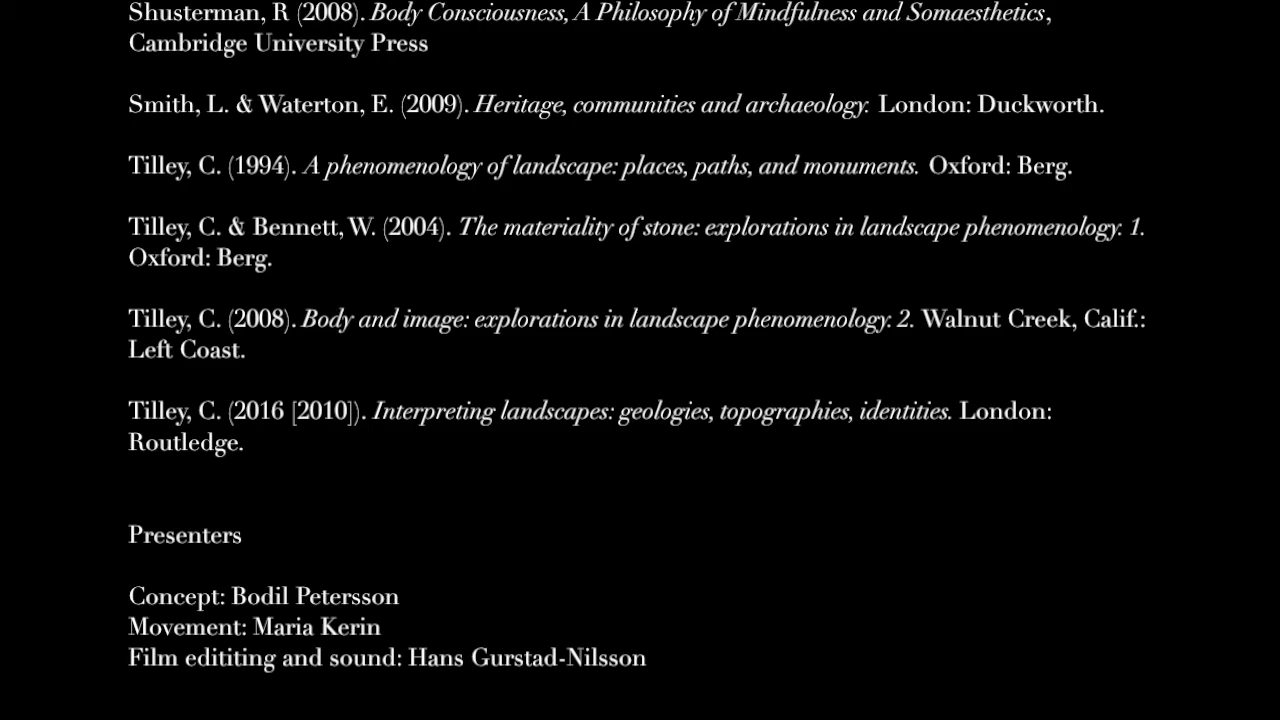 Shusterman, R (2008). Body Consciousness, A Philosophy of Mindfulness and Somaesthetics,
Cambridge University Press
Smith, L. & Waterton, E. (2009). Heritage, communities and archaeology. London: Duckworth.
Tilley, C. (1994). A phenomenology of landscape: places, paths, and monuments. Oxford: Berg.
Tilley, C. & Bennett, W. (2004). The materiality of stone: explorations in landscape phenomenology. 1.
Oxford: Berg.
Tilley, C. (2008). Body and image: explorations in landscape phenomenology. 2. Walnut Creek, Calif.:
Left Coast.
Tilley, C. (2016 [2010]). Interpreting landscapes: geologies, topographies, identities. London:
Routledge.
Presenters
Concept: Bodil Petersson
Movement: Maria Kerin
Film edititing and sound: Hans Gurstad-Nilsson